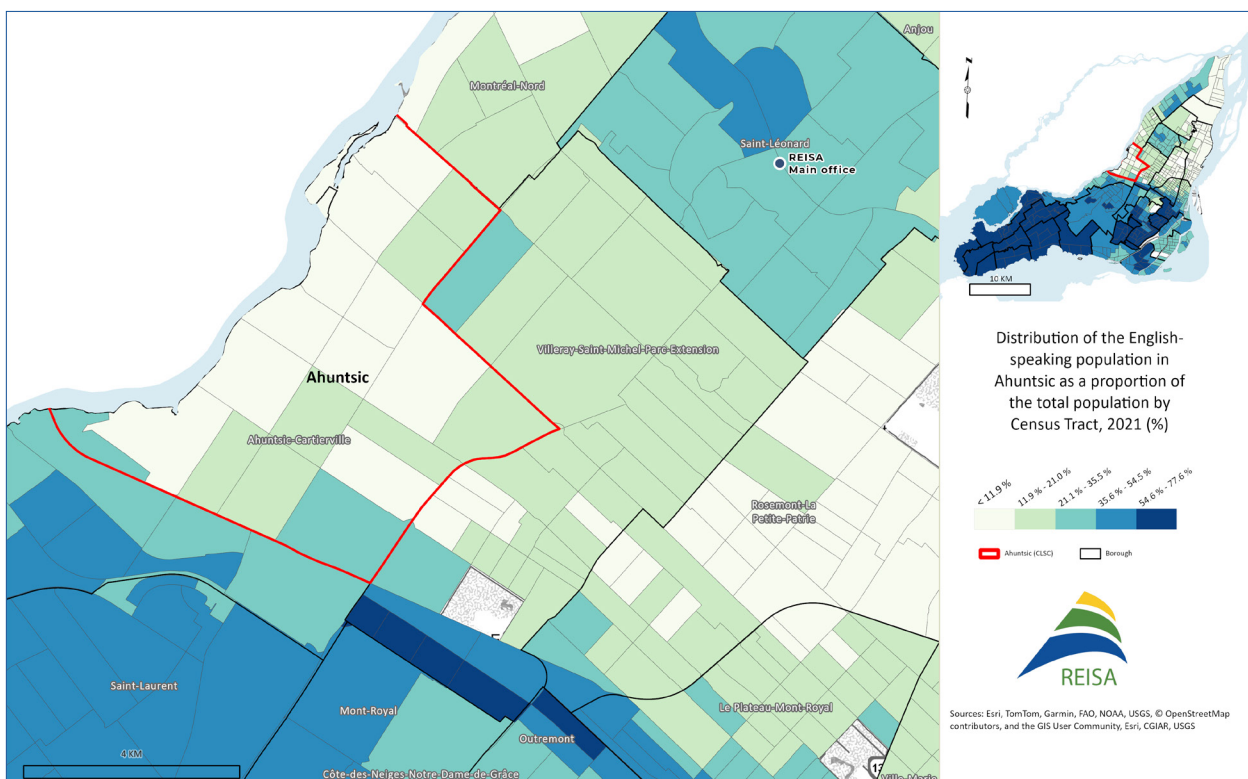 Anjou
Montréal-Nord
Saint-Léonard
REISA
Main office
Villeray-Saint-Michel-Parc-Extension
Ahuntsic
Ahuntsic-Cartierville
Rosemont-La
Petite-Patrie
Saint-Laurent
Mont-Royal
Le Plateau-Mont-Royal
Outremont
4 KM
Côte-des-Neiges-Notre-Dame-de-Grâce
Ville-Marie
13
N
10 KM
Distribution of the English-
speaking population in
Ahuntsic as a proportion of
the total population by
Census Tract, 2021 (%)
< 11.9 %
11.9 % - 21.0 %
21.1 % - 35.5 %
35.6 % - 54.5 %
54.6 % - 77.6 %
Ahuntsic (CLSC)
Borough
REISA
Sources: Esri, TomTom, Garmin, FAO, NOAA, USGS, © OpenStreetMap
contributors, and the GIS User Community, Esri, CGIAR, USGS